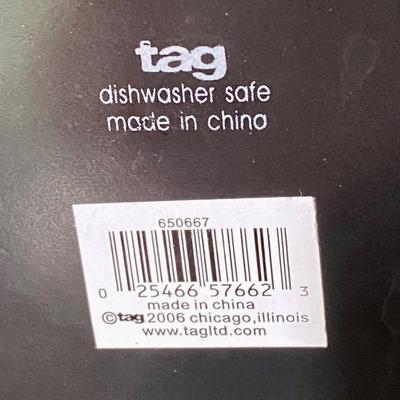 tag
dishwasher safe
made in china
650667
0 25466 57662 3
made in china
©tag 2006 chicago,illinois
www.tagltd.com